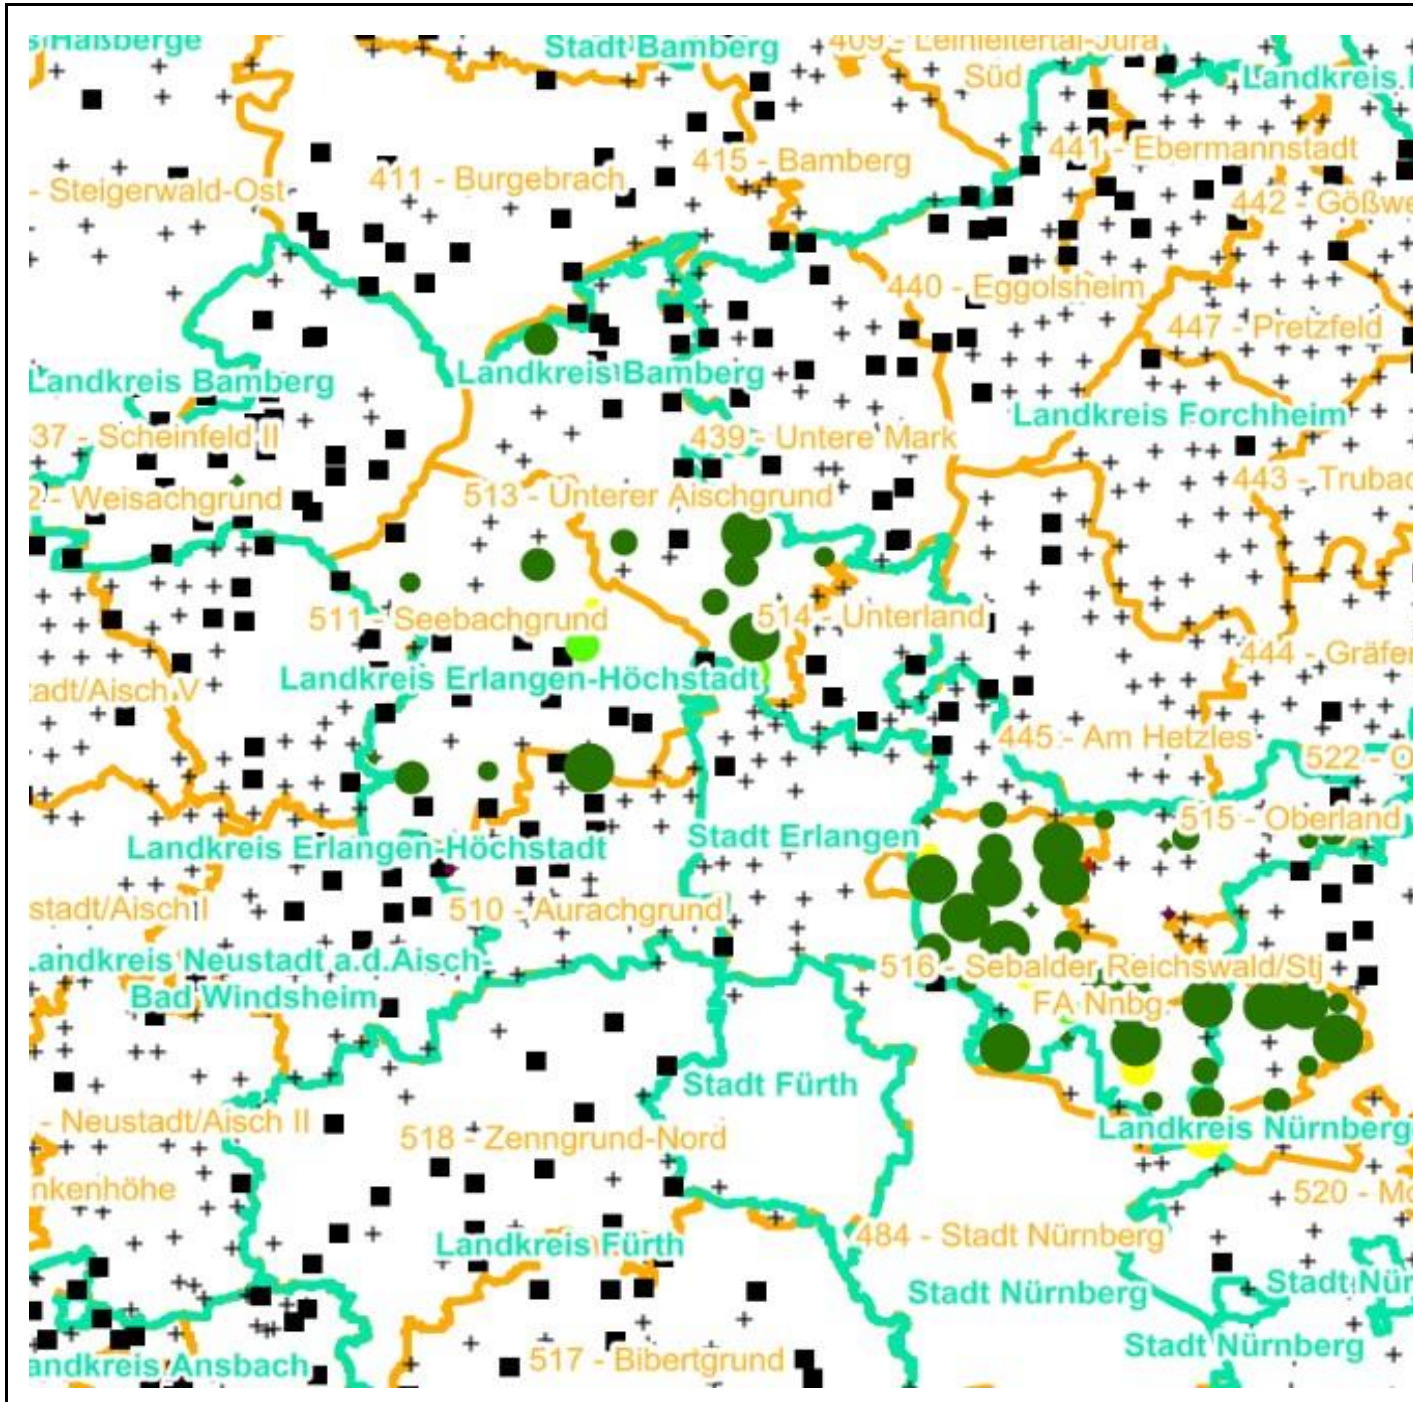 s Haßberge
Stadt Bamberg
409 - Leinleitertal-Jura
Süd
Landkreis
441 - Ebermannstadt
415 - Bamberg
411 - Burgebrach
- Steigerwald-Ost
442 - Gößwe
440 - Eggolsheim
447 - Pretzfeld
Landkreis Bamberg
Landkreis Bamberg
Landkreis Forchheim
37 - Scheinfeld II
439 - Untere Mark
443 - Trubac
2 - Weisachgrund
513 - Unterer Aischgrund
511 - Seebachgrund
514 - Unterland
444 - Gräfer
Landkreis Erlangen-Höchstadt
tadt/Aisch V
445 - Am Hetzles
522 - O
515 - Oberland
Stadt Erlangen
Landkreis Erlangen-Höchstadt
stadt/Aisch I
510 - Aurachgrund
Landkreis Neustadt a.d.Aisch-
Bad Windsheim
516 - Sebalder Reichswald/Stj
FA Nnbg.
Stadt Fürth
- Neustadt/Aisch II
518 - Zenngrund-Nord
Landkreis Nürnberg
nkenhöhe
520 - Mo
484 - Stadt Nürnberg
Landkreis Fürth
Stadt Nürnberg
Stadt Nür
Stadt Nürnberg
andkreis Ansbach
517 - Bibertgrund